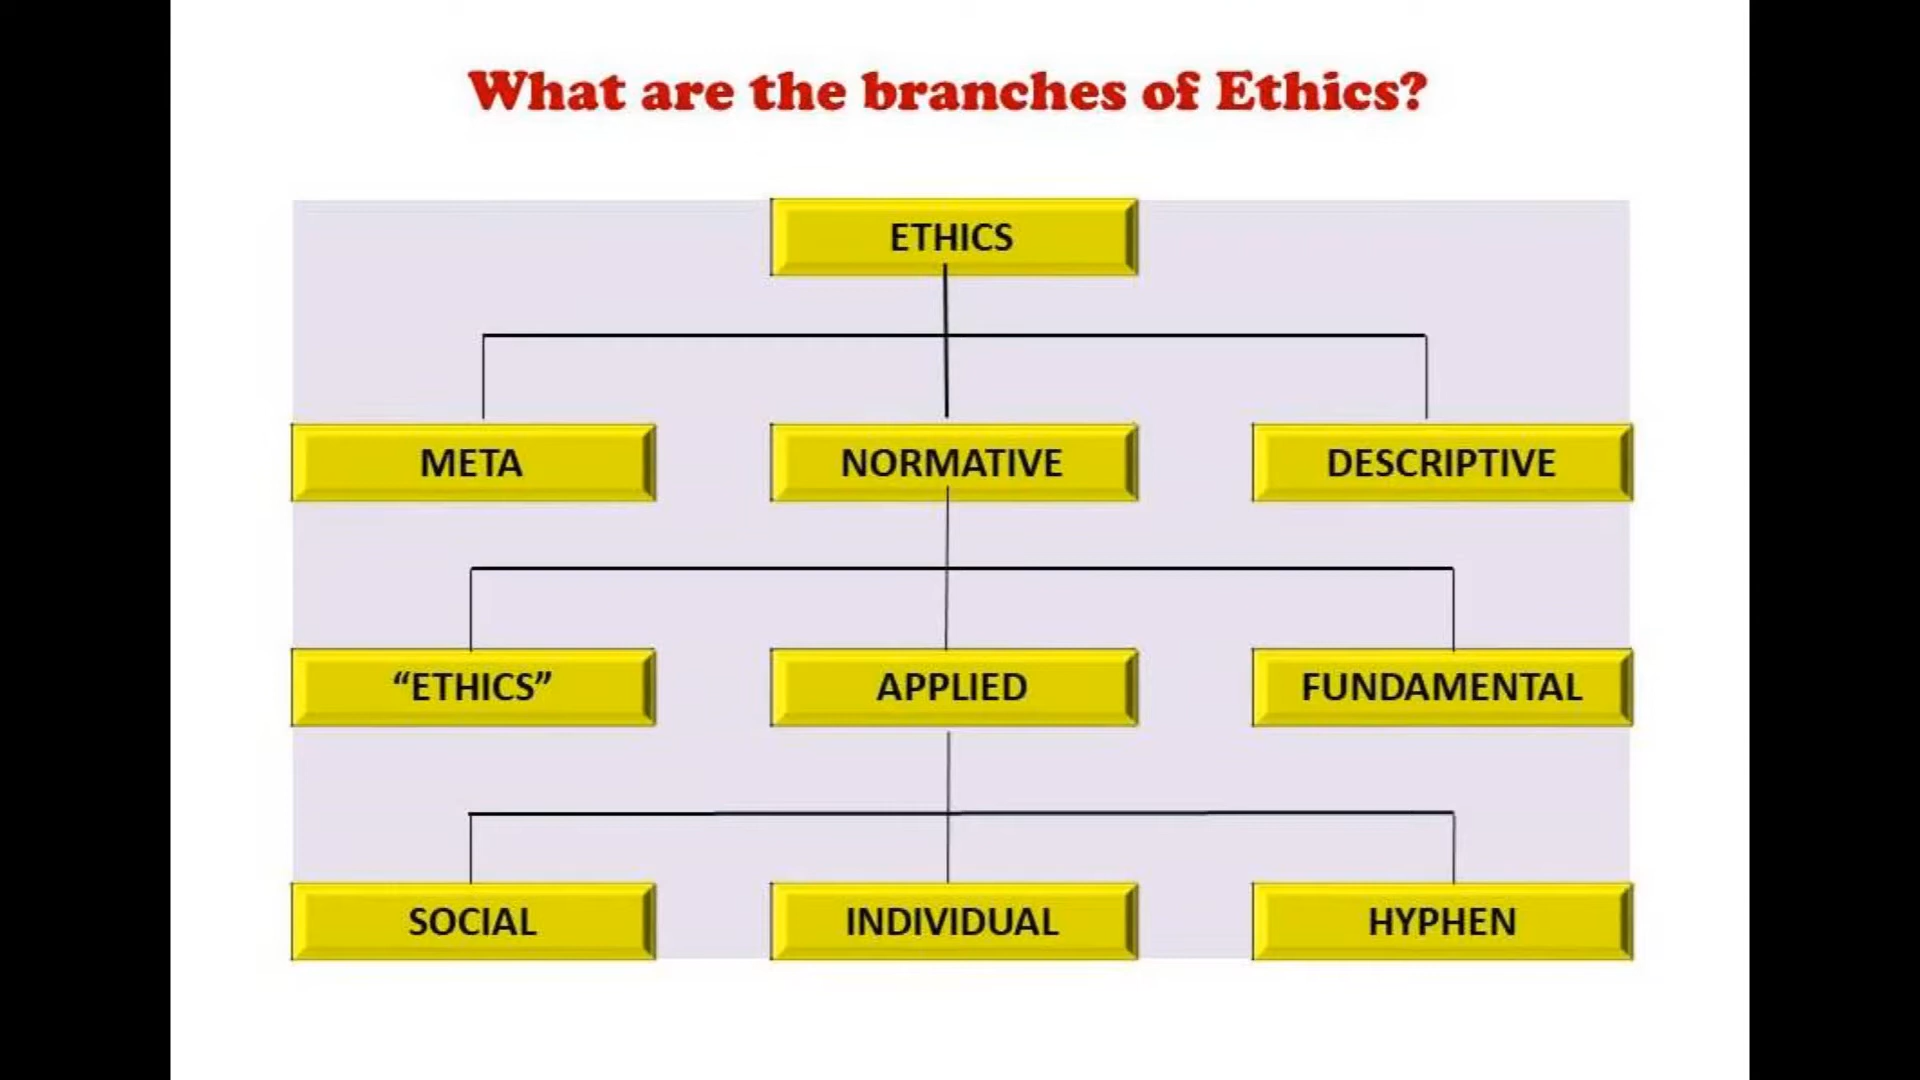 What are the branches of Ethics?
ETHICS
META
NORMATIVE
DESCRIPTIVE
“ETHICS”
APPLIED
FUNDAMENTAL
SOCIAL
INDIVIDUAL
HYPHEN